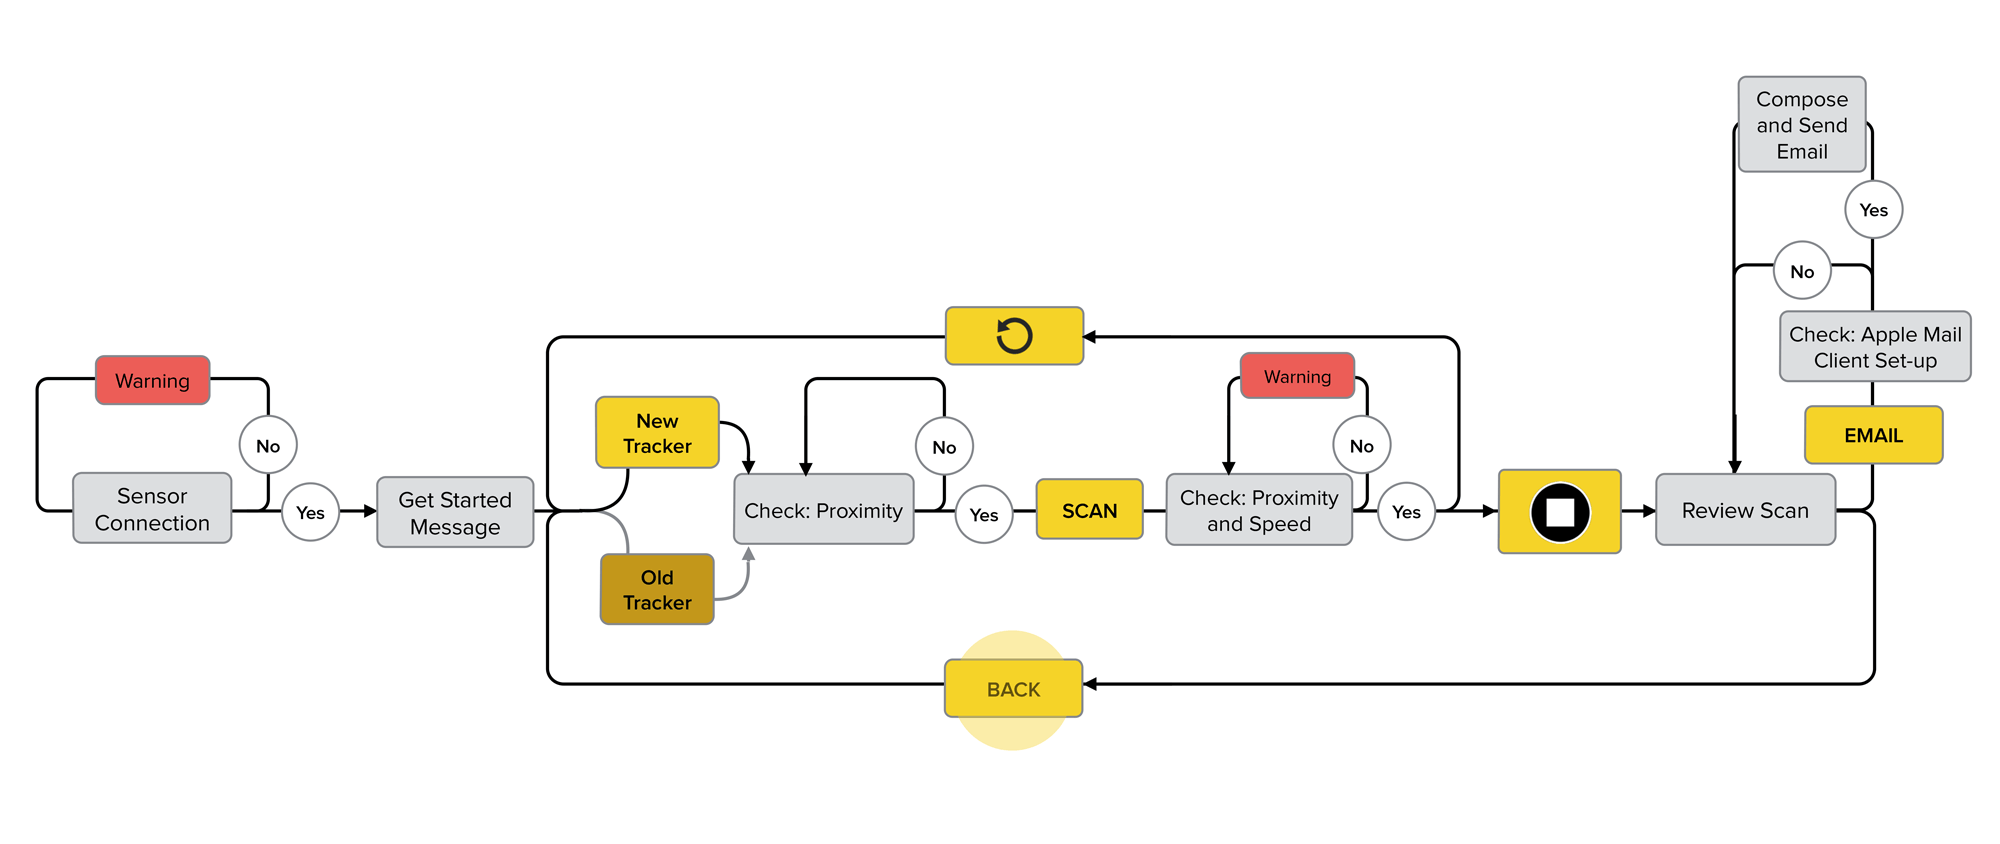 Compose
and Send
Email
Yes
No
Check: Apple Mail
Client Set-up
EMAIL
Warning
No
Sensor
Connection
Yes
Get Started
Message
New
Tracker
Old
Tracker
Check: Proximity
No
Yes
SCAN
Warning
No
Check: Proximity
and Speed
Yes
Review Scan
BACK